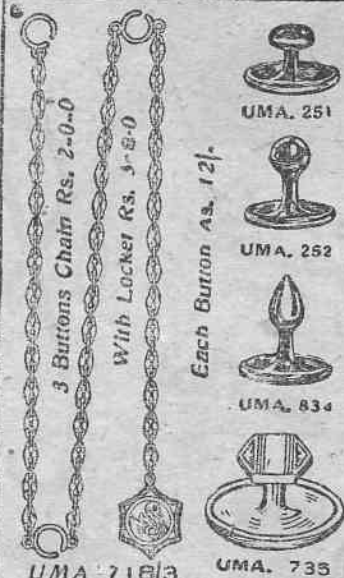 3 Buttons Chain Rs. 2-0-0
With Locket Rs. 3-8-0
Each Button As. 12/-
UMA. 251
UMA. 252
UMA. 834
UMA. 718/3
UMA. 735